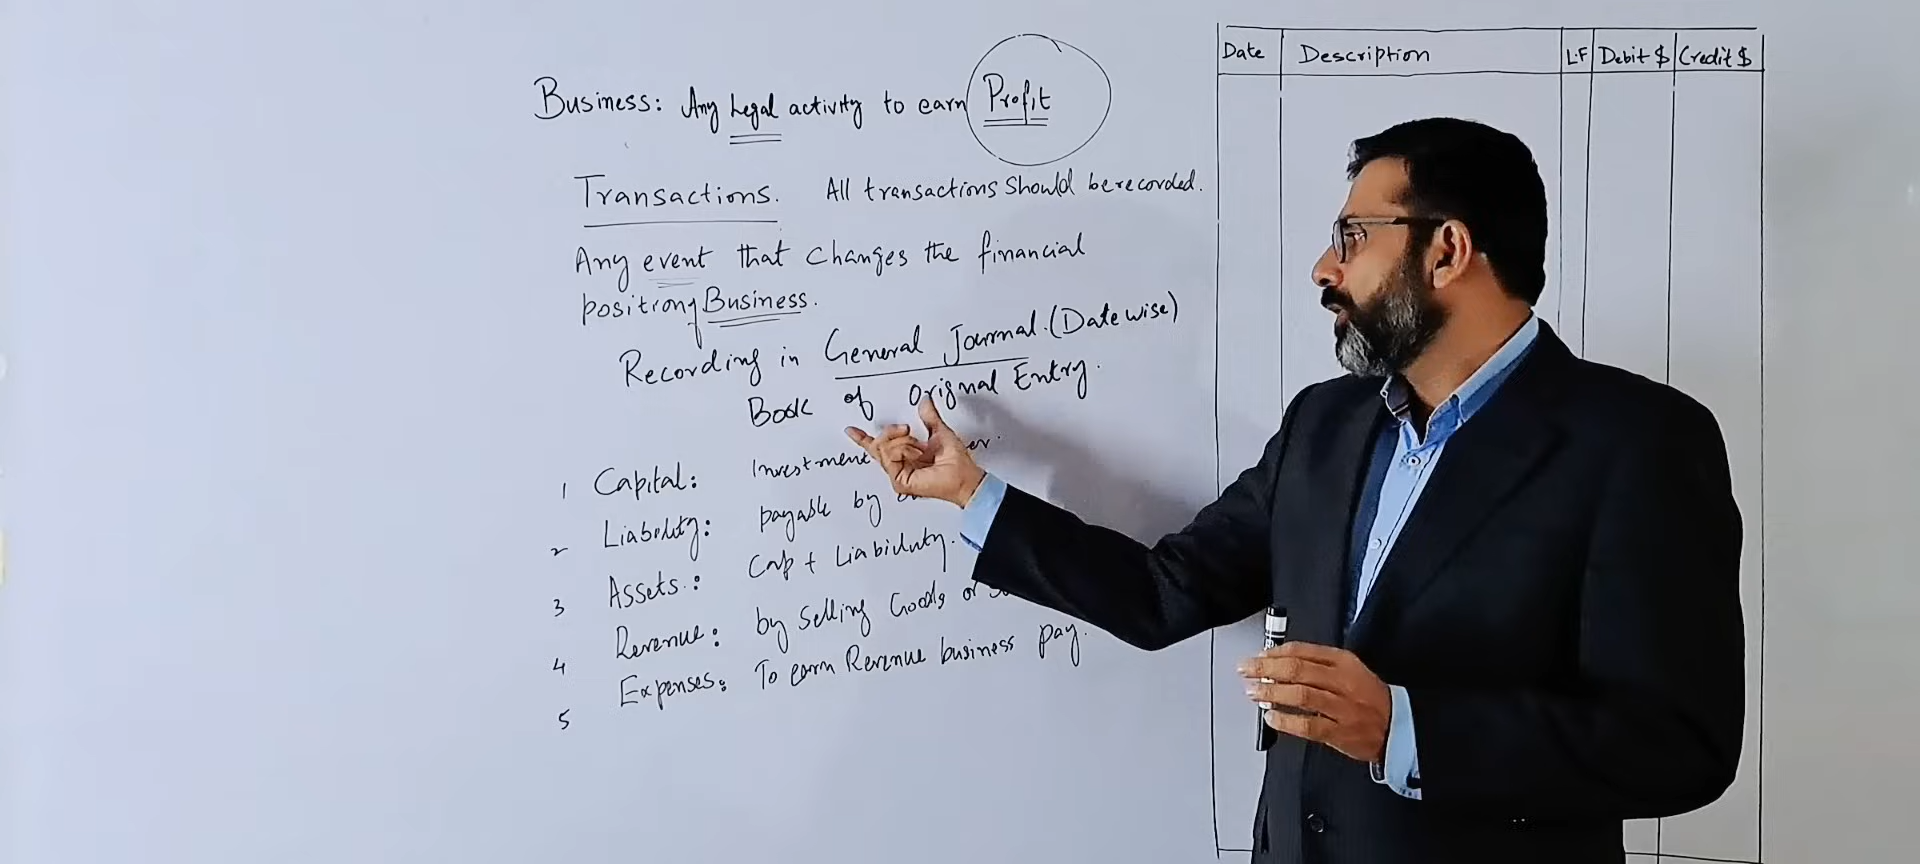 Business: Any Legal activity to earn Profit
Transactions. All transactions should be recorded.
Any event that changes the financial
position of Business.
Recording in General Journal. (Date wise)
Book of Original Entry.
1 Capital: Investment
2 Liability: payable by
3 Assets.: Cap + Liability.
4 Revenue: by selling Goods or
5 Expenses: To earn Revenue business pay.
Date Description L.F Debit $ Credit $